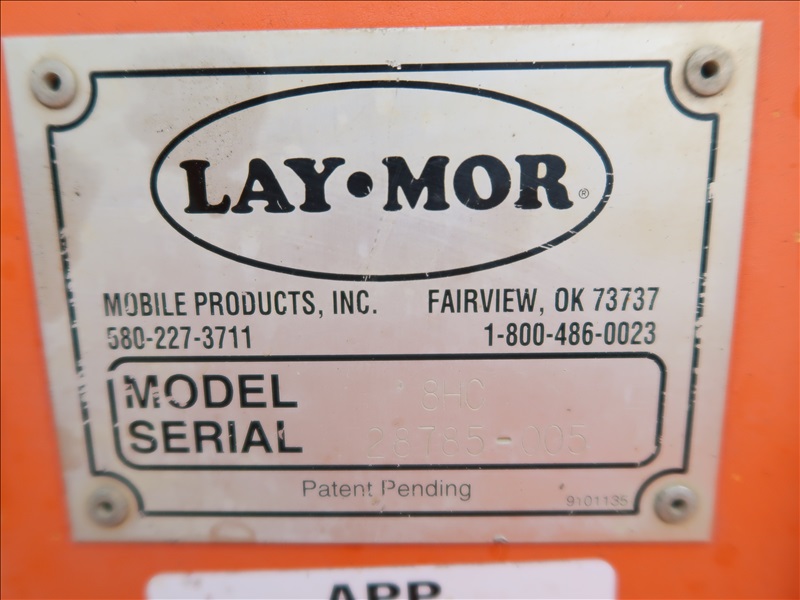 LAY•MOR®
MOBILE PRODUCTS, INC. FAIRVIEW, OK 73737
580-227-3711 1-800-486-0023
MODEL 8HC
SERIAL 28785-005
Patent Pending 9101135